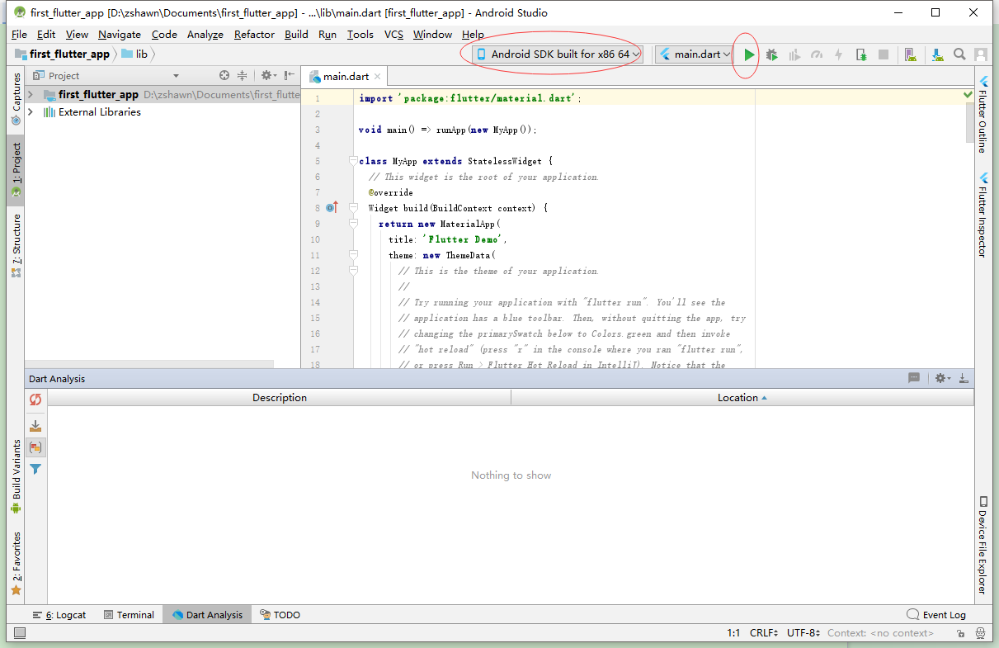 first_flutter_app [D:\zshawn\Documents\first_flutter_app] - ...\lib\main.dart [first_flutter_app] - Android Studio
File Edit View Navigate Code Analyze Refactor Build Run Tools VCS Window Help
first_flutter_app lib Android SDK built for x86 64 main.dart
Captures
1: Project
7: Structure
Build Variants
2: Favorites
Project
first_flutter_app D:\zshawn\Documents\first_flutte
External Libraries
main.dart
1 import 'package:flutter/material.dart';
2
3 void main() => runApp(new MyApp());
4
5 class MyApp extends StatelessWidget {
6 // This widget is the root of your application.
7 @override
8 Widget build(BuildContext context) {
9 return new MaterialApp(
10 title: 'Flutter Demo',
11 theme: new ThemeData(
12 // This is the theme of your application.
13 //
14 // Try running your application with "flutter run". You'll see the
15 // application has a blue toolbar. Then, without quitting the app, try
16 // changing the primarySwatch below to Colors.green and then invoke
17 // "hot reload" (press "r" in the console where you ran "flutter run",
18 // or press Run > Flutter Hot Reload in IntelliJ). Notice that the
Flutter Outline
Flutter Inspector
Device File Explorer
Dart Analysis
Description Location
Nothing to show
6: Logcat Terminal Dart Analysis TODO Event Log
1:1 CRLF UTF-8 Context: <no context>